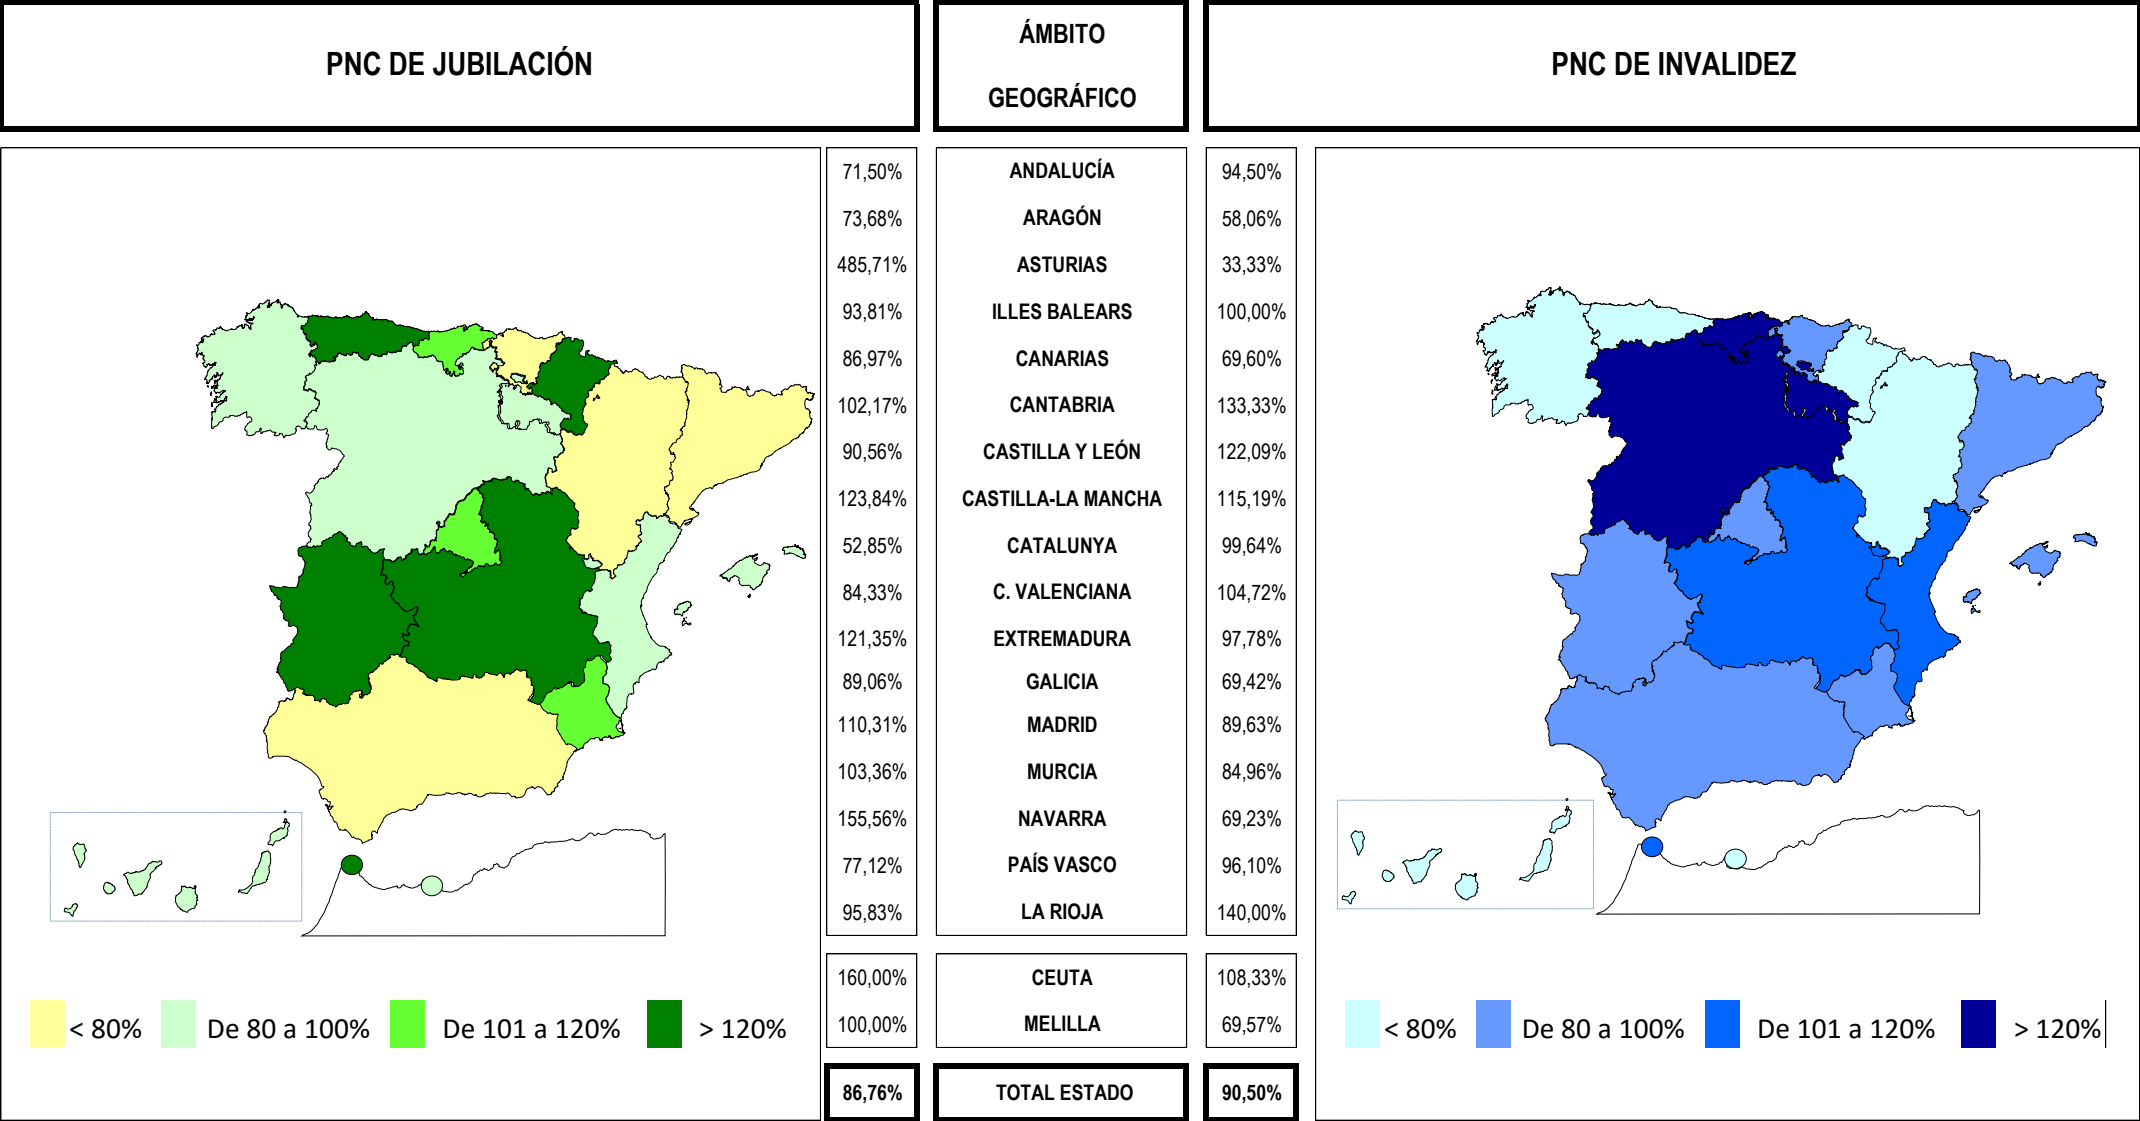 PNC DE JUBILACIÓN
ÁMBITO
GEOGRÁFICO
PNC DE INVALIDEZ
71,50% ANDALUCÍA 94,50%
73,68% ARAGÓN 58,06%
485,71% ASTURIAS 33,33%
93,81% ILLES BALEARS 100,00%
86,97% CANARIAS 69,60%
102,17% CANTABRIA 133,33%
90,56% CASTILLA Y LEÓN 122,09%
123,84% CASTILLA-LA MANCHA 115,19%
52,85% CATALUNYA 99,64%
84,33% C. VALENCIANA 104,72%
121,35% EXTREMADURA 97,78%
89,06% GALICIA 69,42%
110,31% MADRID 89,63%
103,36% MURCIA 84,96%
155,56% NAVARRA 69,23%
77,12% PAÍS VASCO 96,10%
95,83% LA RIOJA 140,00%
160,00% CEUTA 108,33%
100,00% MELILLA 69,57%
86,76% TOTAL ESTADO 90,50%
< 80% De 80 a 100% De 101 a 120% > 120%
< 80% De 80 a 100% De 101 a 120% > 120%